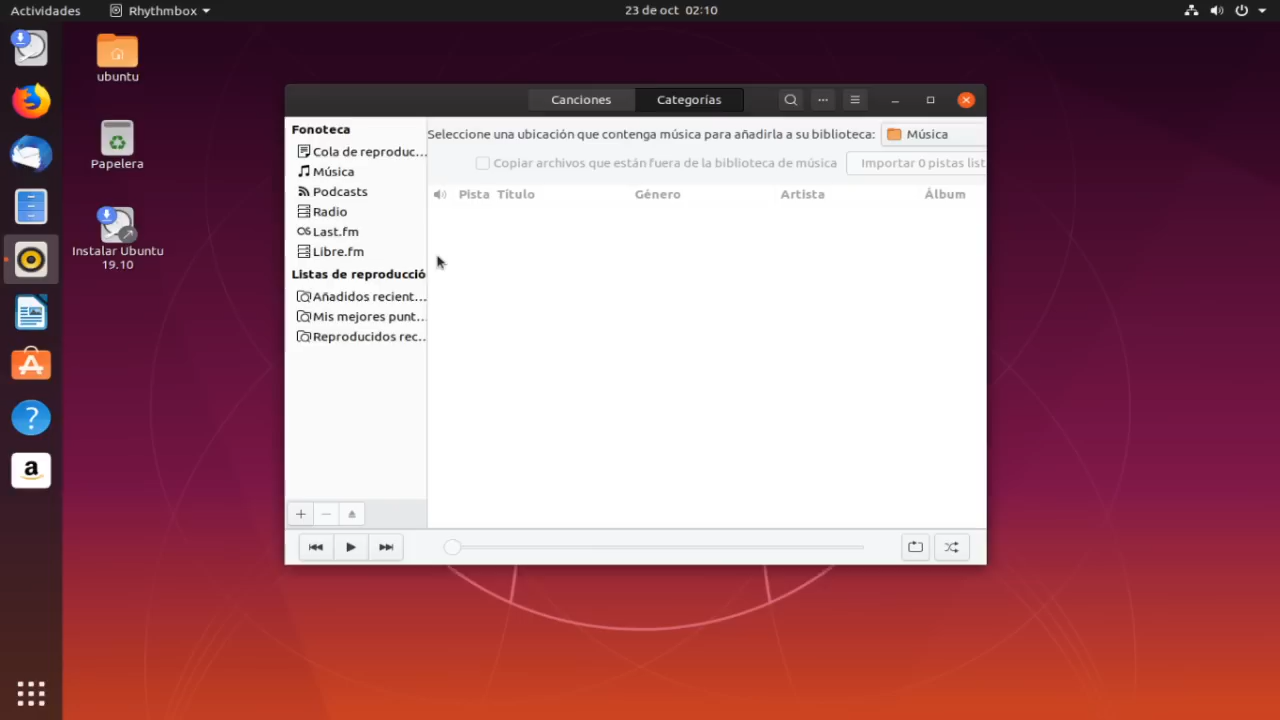 Actividades
Rhythmbox
23 de oct 02:10
ubuntu
Papelera
Instalar Ubuntu
19.10
Canciones
Categorías
Fonoteca
Cola de reproduc...
Música
Podcasts
Radio
Last.fm
Libre.fm
Listas de reproducció
Añadidos recient...
Mis mejores punt...
Reproducidos rec...
Seleccione una ubicación que contenga música para añadirla a su biblioteca:
Música
Copiar archivos que están fuera de la biblioteca de música
Importar 0 pistas list
Pista Título Género Artista Álbum
?
a